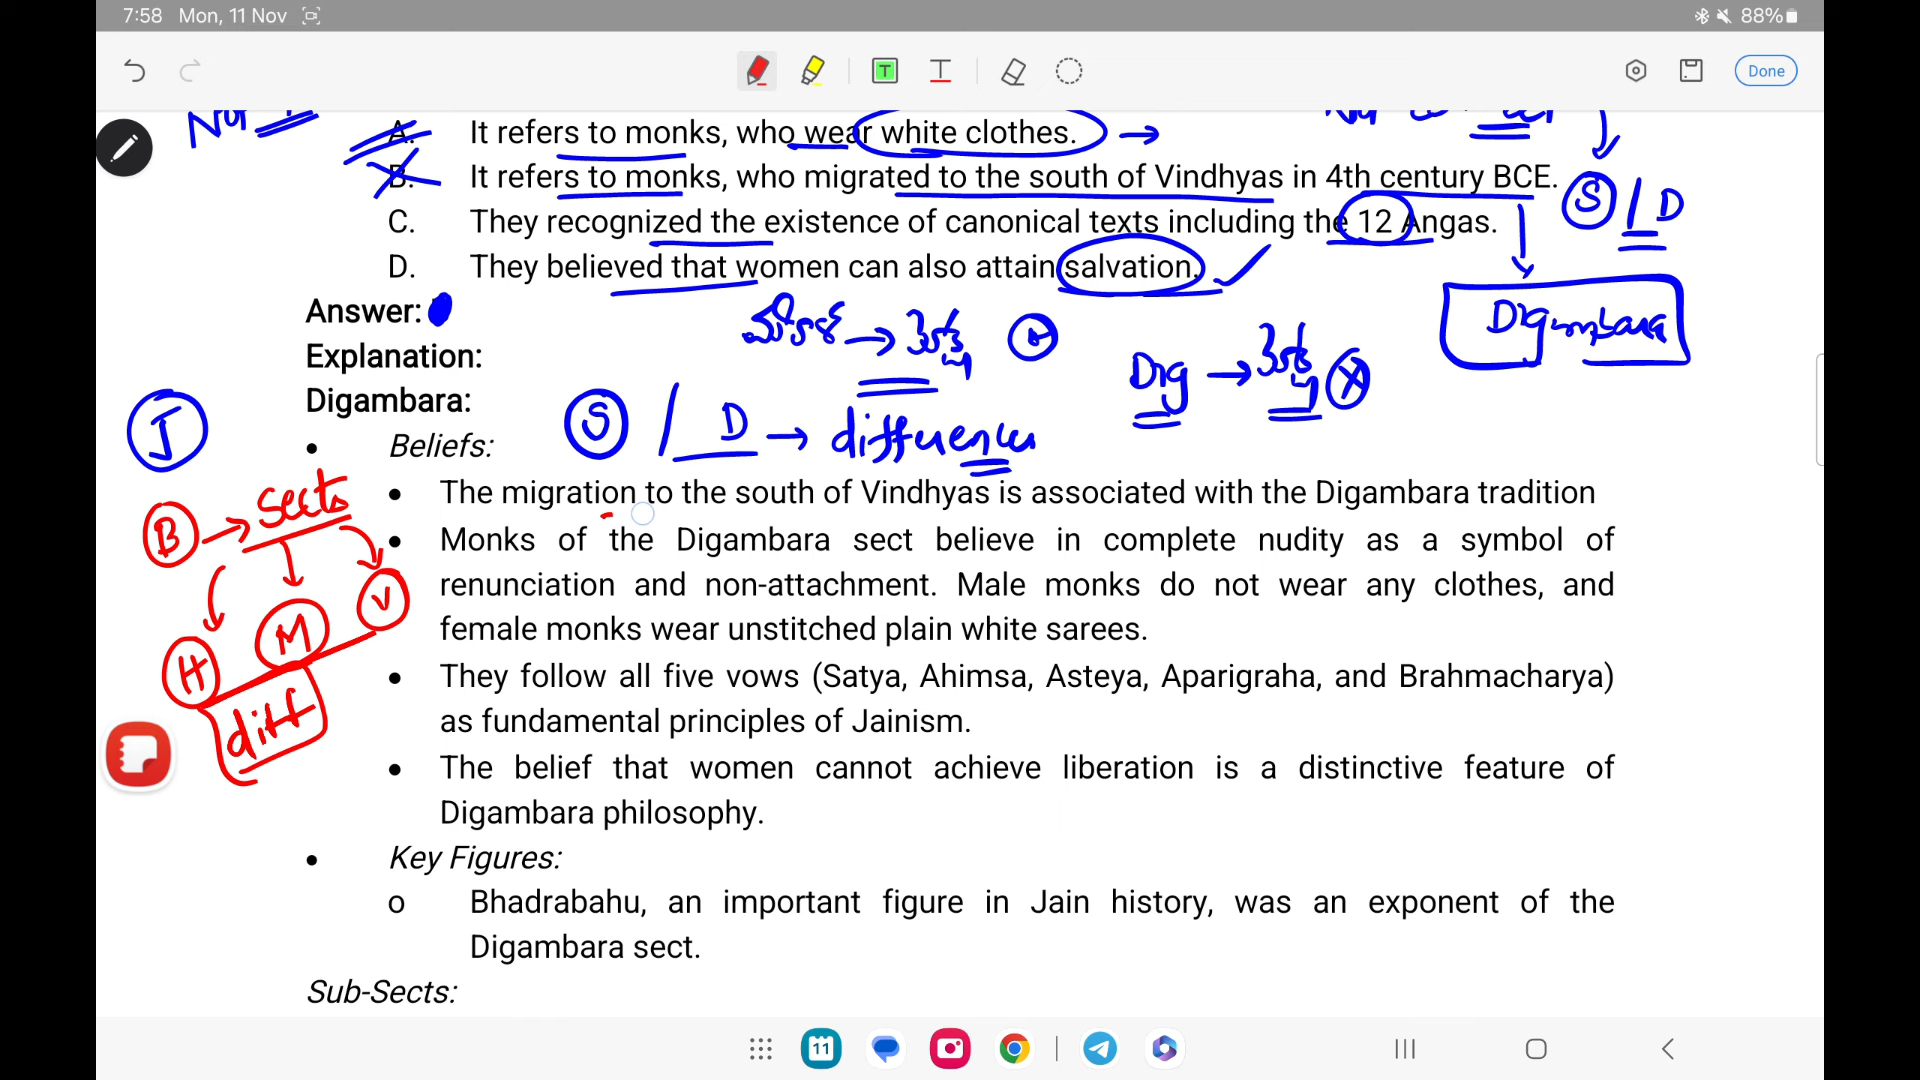 7:58 Mon, 11 Nov 88%
Done
Not
A. It refers to monks, who wear white clothes.
B. It refers to monks, who migrated to the south of Vindhyas in 4th century BCE.
S / D
C. They recognized the existence of canonical texts including the 12 Angas.
D. They believed that women can also attain salvation.
Answer:
Digambara
Explanation:
Dig
Digambara:
S / D → differences
J
Beliefs:
B → sects
• The migration to the south of Vindhyas is associated with the Digambara tradition
• Monks of the Digambara sect believe in complete nudity as a symbol of
renunciation and non-attachment. Male monks do not wear any clothes, and
female monks wear unstitched plain white sarees.
H M V
diff
• They follow all five vows (Satya, Ahimsa, Asteya, Aparigraha, and Brahmacharya)
as fundamental principles of Jainism.
• The belief that women cannot achieve liberation is a distinctive feature of
Digambara philosophy.
• Key Figures:
o Bhadrabahu, an important figure in Jain history, was an exponent of the
Digambara sect.
Sub-Sects:
11